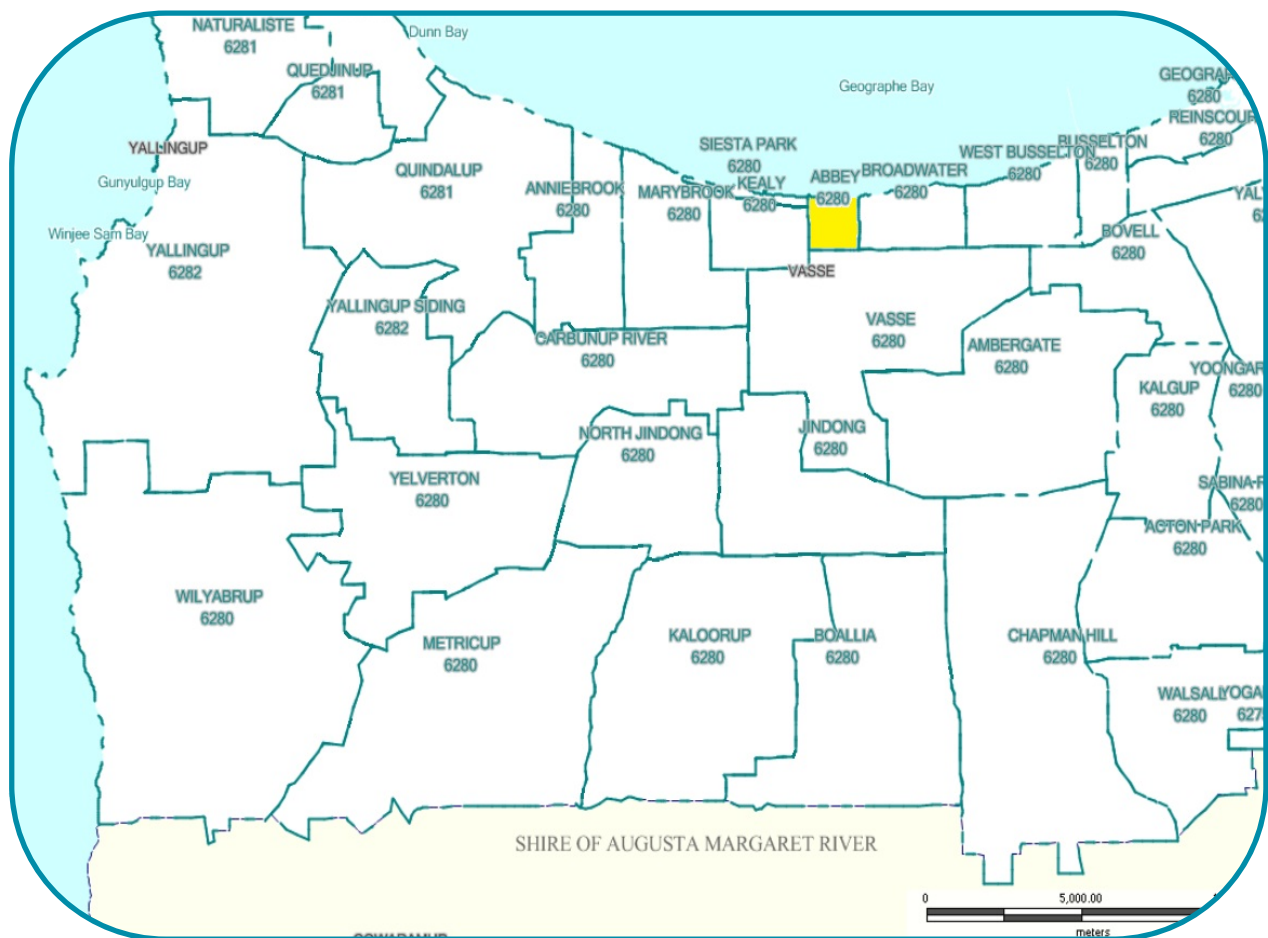 NATURALISTE
6281
Dunn Bay
QUEDJINUP
6281
Geographe Bay
6280
6280
YALLINGUP
SIESTA PARK
6280
WEST BUSSELTON
6280
BUSSELTON
6280
Gunyulgup Bay
QUINDALUP
6281
ANNIEBROOK
6280
MARYBROOK
6280
KEALY
6280
ABBEY
6280
BROADWATER
6280
Winjee Sam Bay
YALLINGUP
6282
BOVELL
6280
VASSE
YALLINGUP SIDING
6282
CARBUNUP RIVER
6280
VASSE
6280
AMBERGATE
6280
KALGUP
6280
6280
NORTH JINDONG
6280
JINDONG
6280
YELVERTON
6280
6280
ACTON PARK
6280
WILYABRUP
6280
METRICUP
6280
KALOORUP
6280
BOALLIA
6280
CHAPMAN HILL
6280
WALSALL
6280
SHIRE OF AUGUSTA MARGARET RIVER
0
5,000.00
meters